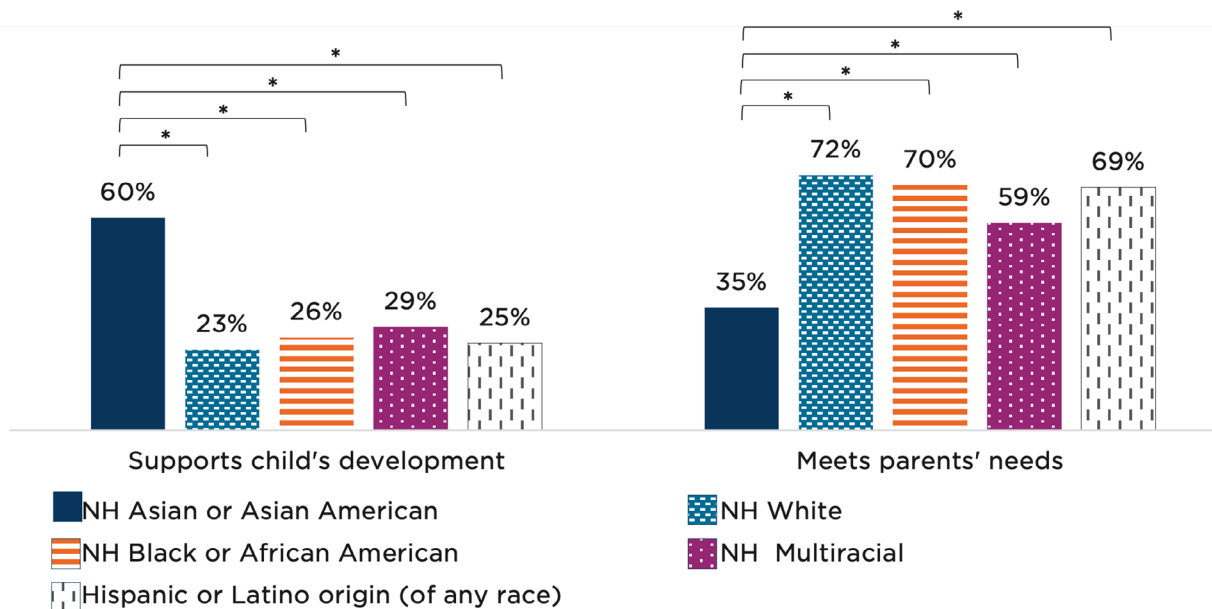 *
*
*
*
*
*
*
*
60%
23%
26%
29%
25%
35%
72%
70%
59%
69%
Supports child's development
Meets parents' needs
NH Asian or Asian American
NH White
NH Black or African American
NH Multiracial
Hispanic or Latino origin (of any race)